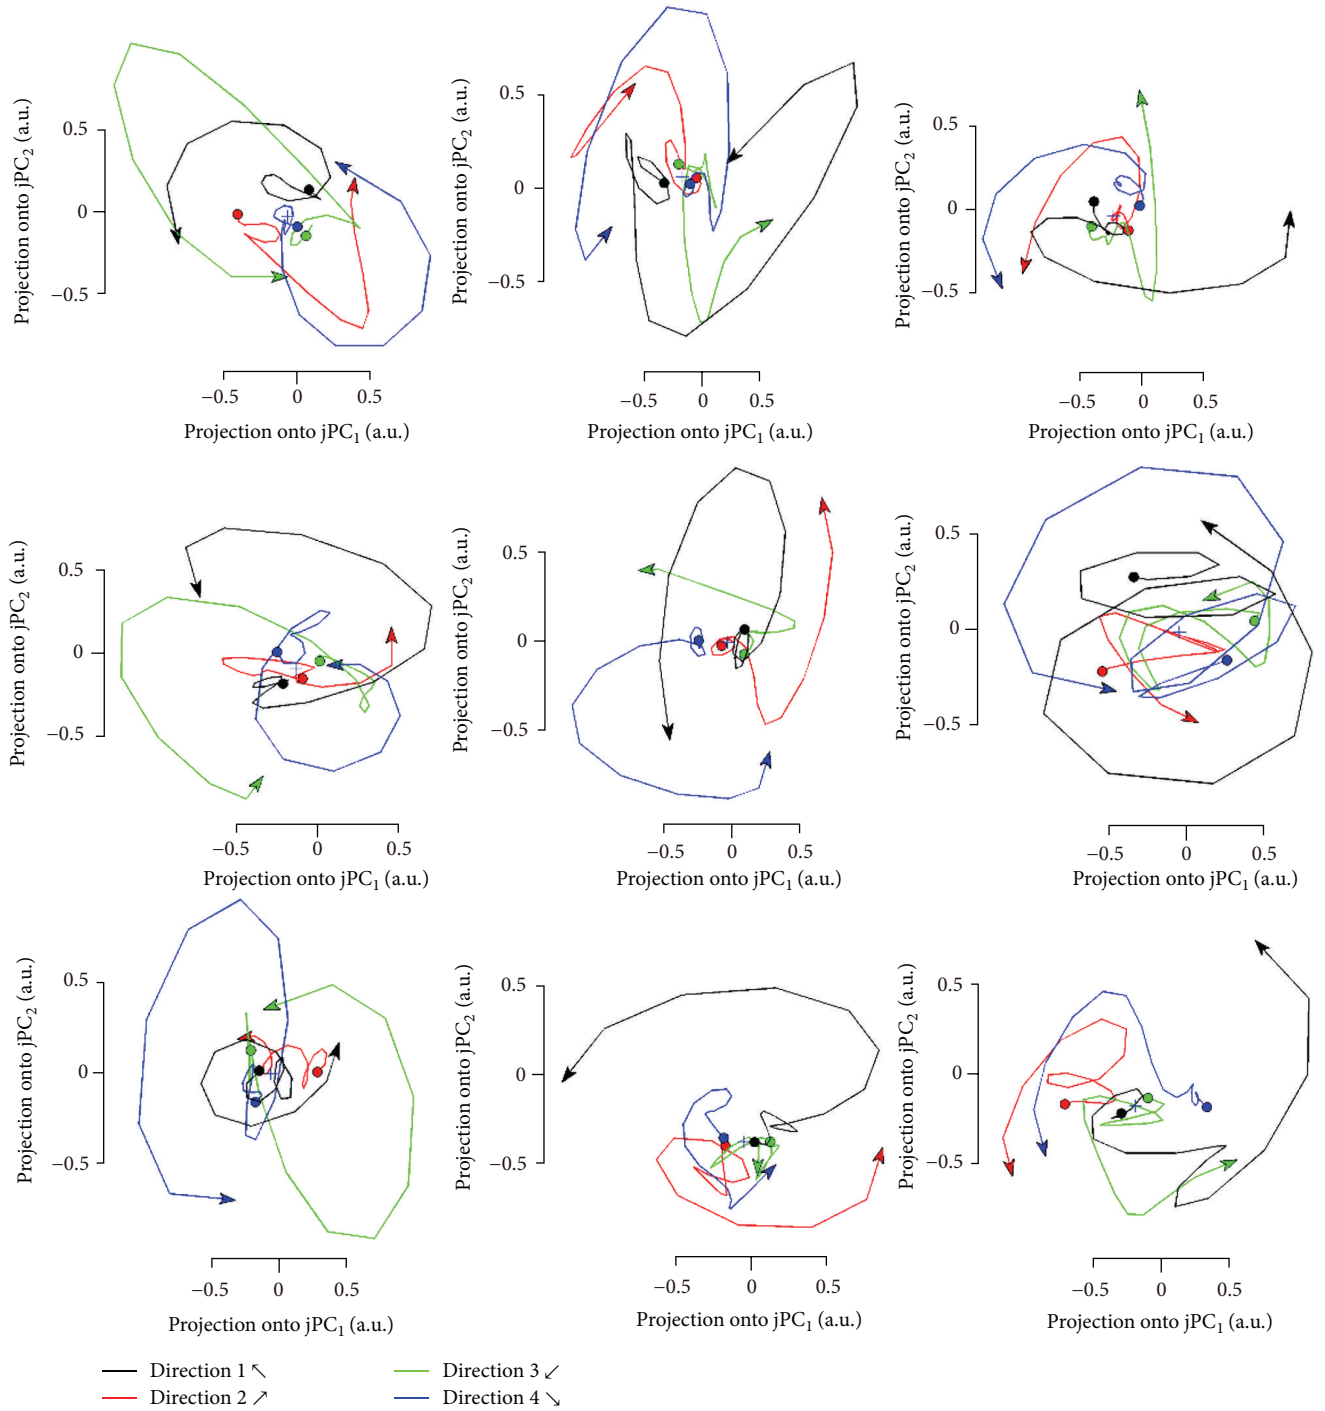 Projection onto jPC2 (a.u.)
0.5
0
−0.5
−0.5 0 0.5
Projection onto jPC1 (a.u.)
Projection onto jPC2 (a.u.)
0.5
0
−0.5
−0.5 0 0.5
Projection onto jPC1 (a.u.)
Projection onto jPC2 (a.u.)
0.5
0
−0.5
−0.5 0 0.5
Projection onto jPC1 (a.u.)
Projection onto jPC2 (a.u.)
0.5
0
−0.5
−0.5 0 0.5
Projection onto jPC1 (a.u.)
Projection onto jPC2 (a.u.)
0.5
0
−0.5
−0.5 0 0.5
Projection onto jPC1 (a.u.)
Projection onto jPC2 (a.u.)
0.5
0
−0.5
−0.5 0 0.5
Projection onto jPC1 (a.u.)
Projection onto jPC2 (a.u.)
0.5
0
−0.5
−0.5 0 0.5
Projection onto jPC1 (a.u.)
Projection onto jPC2 (a.u.)
0.5
0
−0.5
−0.5 0 0.5
Projection onto jPC1 (a.u.)
Projection onto jPC2 (a.u.)
0.5
0
−0.5
−0.5 0 0.5
Projection onto jPC1 (a.u.)
Direction 1 ↖
Direction 2 ↗
Direction 3 ↙
Direction 4 ↘